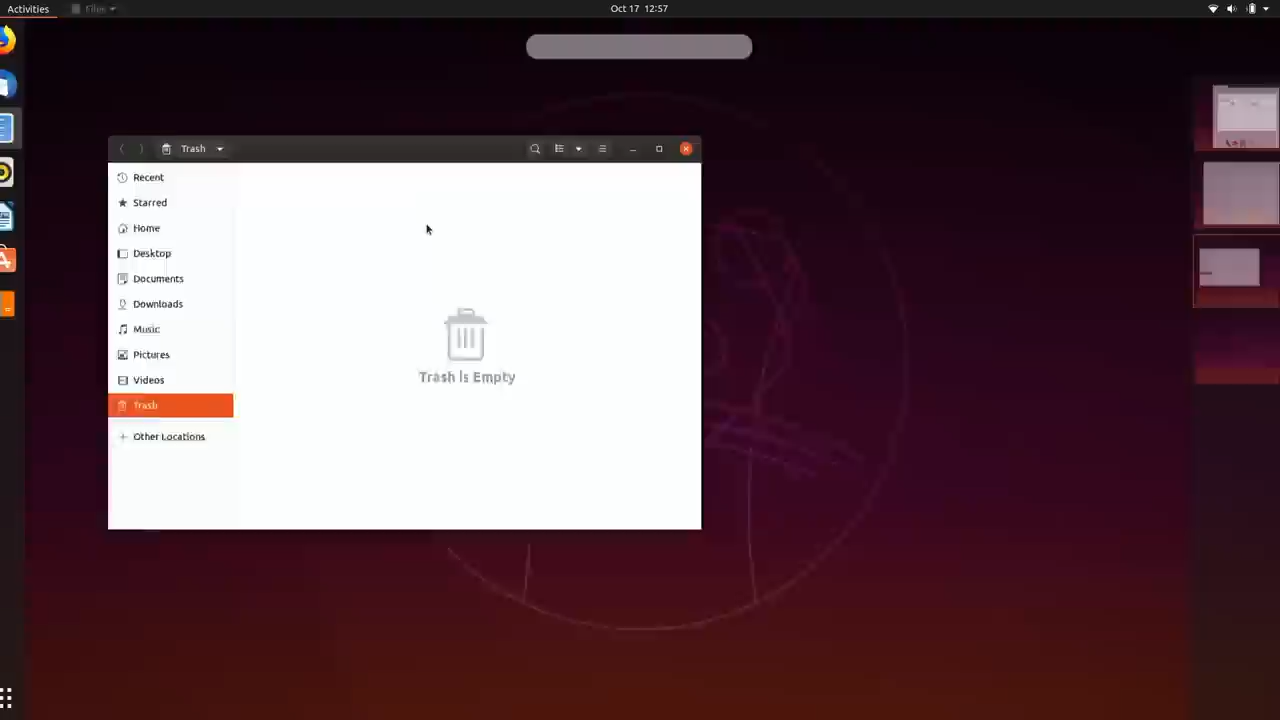 Activities
Files
Oct 17 12:57
Trash
Recent
Starred
Home
Desktop
Documents
Downloads
Music
Pictures
Videos
Trash
Other Locations
Trash is Empty